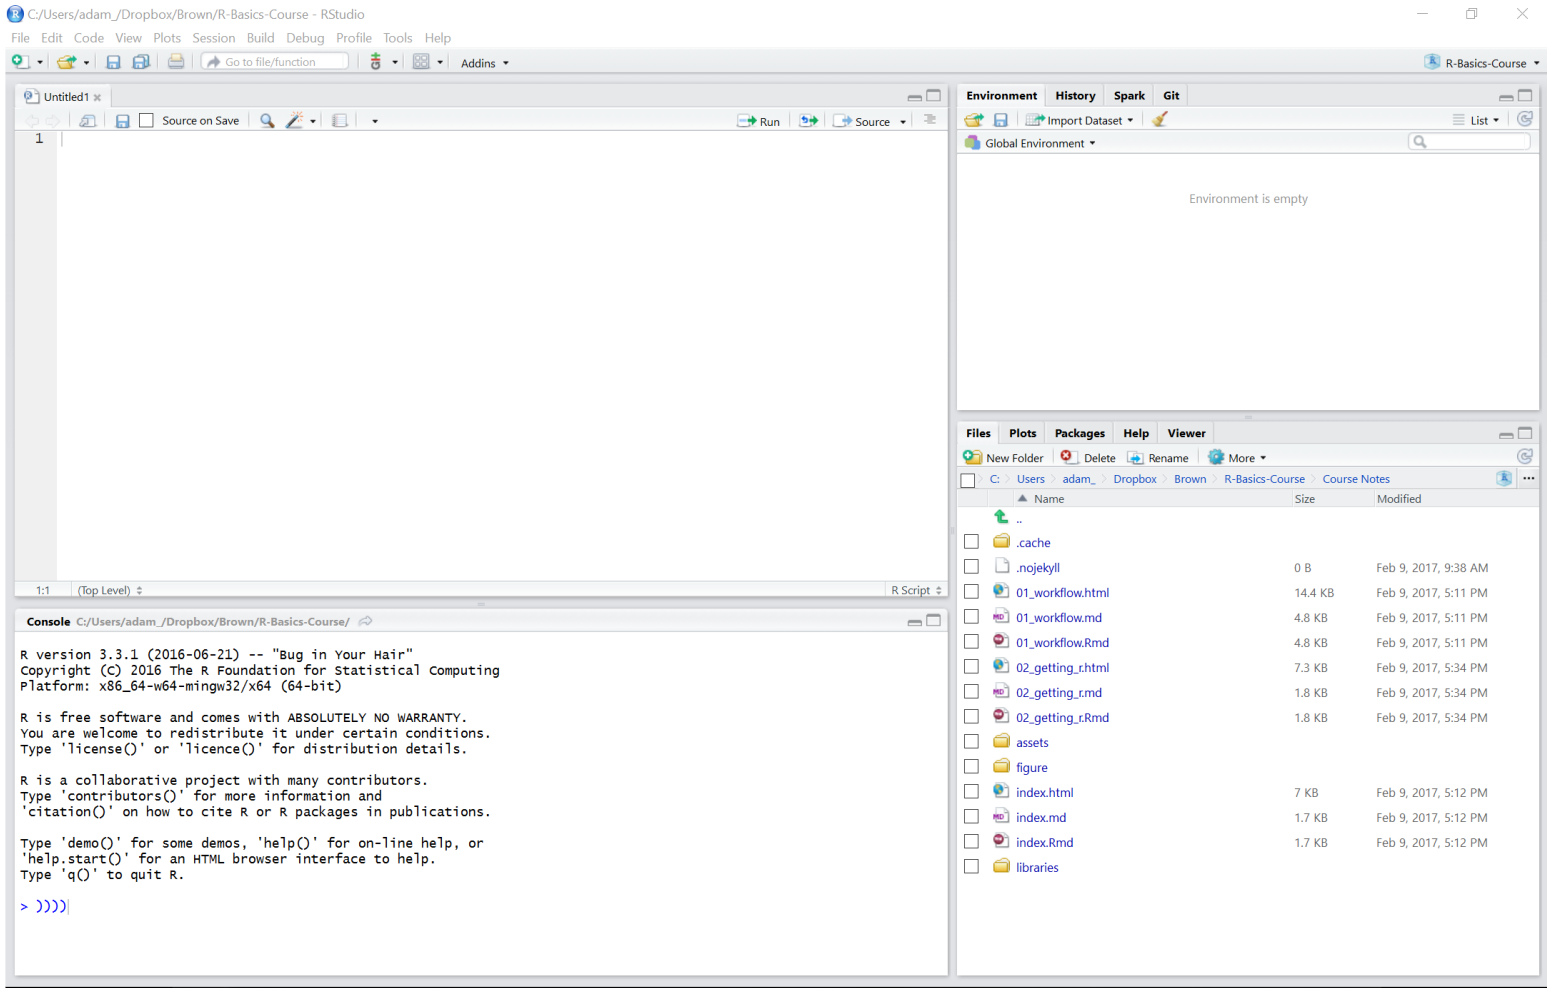 C:/Users/adam_/Dropbox/Brown/R-Basics-Course - RStudio
File Edit Code View Plots Session Build Debug Profile Tools Help
Go to file/function Addins R-Basics-Course
Untitled1
Source on Save Run Source
1
1:1 (Top Level) R Script
Console C:/Users/adam_/Dropbox/Brown/R-Basics-Course/
R version 3.3.1 (2016-06-21) -- "Bug in Your Hair"
Copyright (C) 2016 The R Foundation for Statistical Computing
Platform: x86_64-w64-mingw32/x64 (64-bit)
R is free software and comes with ABSOLUTELY NO WARRANTY.
You are welcome to redistribute it under certain conditions.
Type 'license()' or 'licence()' for distribution details.
R is a collaborative project with many contributors.
Type 'contributors()' for more information and
'citation()' on how to cite R or R packages in publications.
Type 'demo()' for some demos, 'help()' for on-line help, or
'help.start()' for an HTML browser interface to help.
Type 'q()' to quit R.
> ))))
Environment History Spark Git
Import Dataset List
Global Environment
Environment is empty
Files Plots Packages Help Viewer
New Folder Delete Rename More
C: Users adam_ Dropbox Brown R-Basics-Course Course Notes ...
Name Size Modified
..
.cache
.nojekyll 0 B Feb 9, 2017, 9:38 AM
01_workflow.html 14.4 KB Feb 9, 2017, 5:11 PM
01_workflow.md 4.8 KB Feb 9, 2017, 5:11 PM
01_workflow.Rmd 4.8 KB Feb 9, 2017, 5:11 PM
02_getting_r.html 7.3 KB Feb 9, 2017, 5:34 PM
02_getting_r.md 1.8 KB Feb 9, 2017, 5:34 PM
02_getting_r.Rmd 1.8 KB Feb 9, 2017, 5:34 PM
assets
figure
index.html 7 KB Feb 9, 2017, 5:12 PM
index.md 1.7 KB Feb 9, 2017, 5:12 PM
index.Rmd 1.7 KB Feb 9, 2017, 5:12 PM
libraries